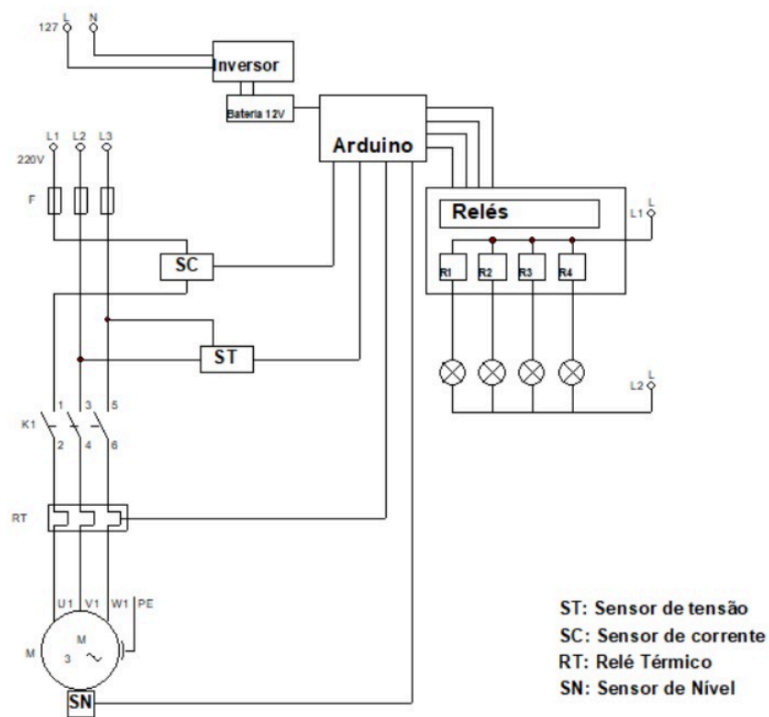 L N
127
Inversor
Bateria 12V
Arduino
L1 L2 L3
220V
F
Relés
L
L1
R1 R2 R3 R4
SC
ST
L
L2
1 3 5
K1
2 4 6
RT
U1 V1 W1 PE
M
M
3
SN
ST: Sensor de tensão
SC: Sensor de corrente
RT: Relé Térmico
SN: Sensor de Nível